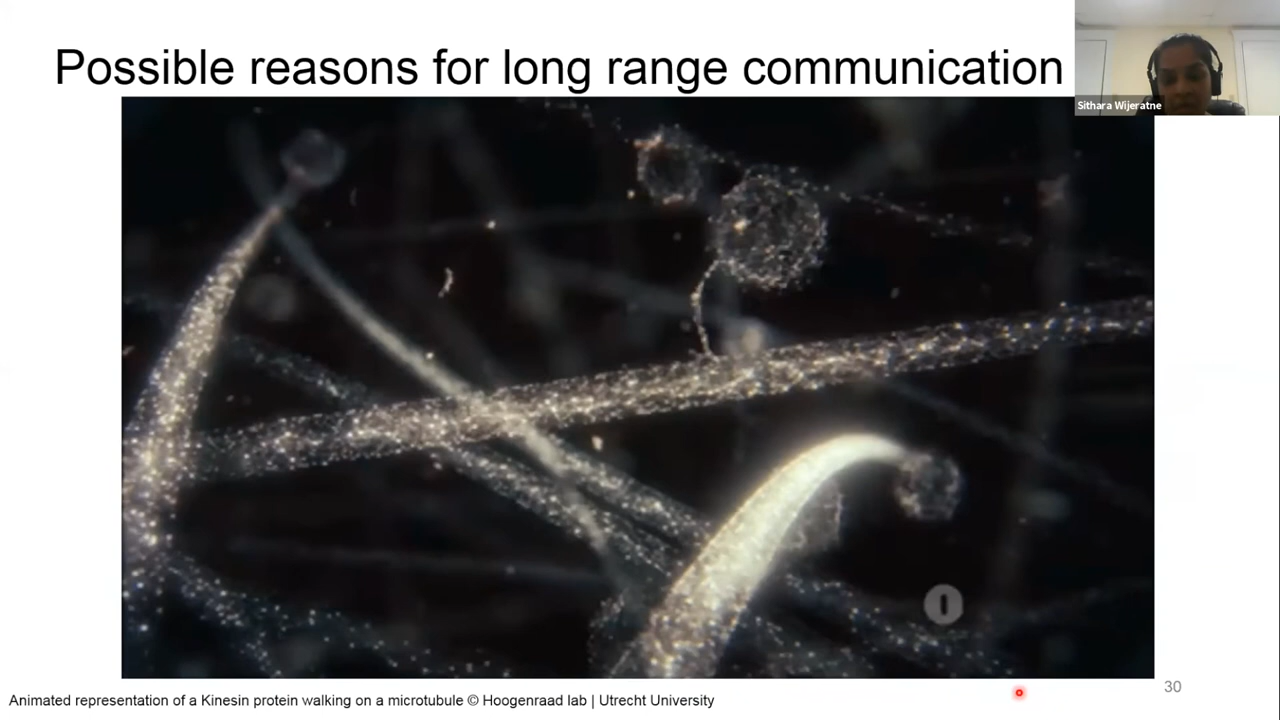 Possible reasons for long range communication
Sithara Wijeratne
30
Animated representation of a Kinesin protein walking on a microtubule © Hoogenraad lab | Utrecht University